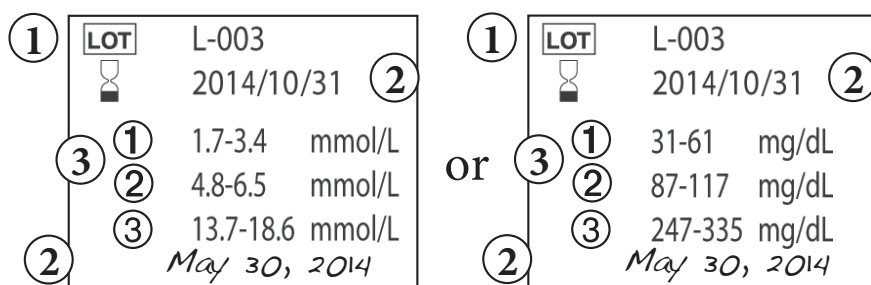 ① LOT L-003
2014/10/31 ②
③ ① 1.7-3.4 mmol/L
② 4.8-6.5 mmol/L
③ 13.7-18.6 mmol/L
② May 30, 2014
or
① LOT L-003
2014/10/31 ②
③ ① 31-61 mg/dL
② 87-117 mg/dL
③ 247-335 mg/dL
② May 30, 2014